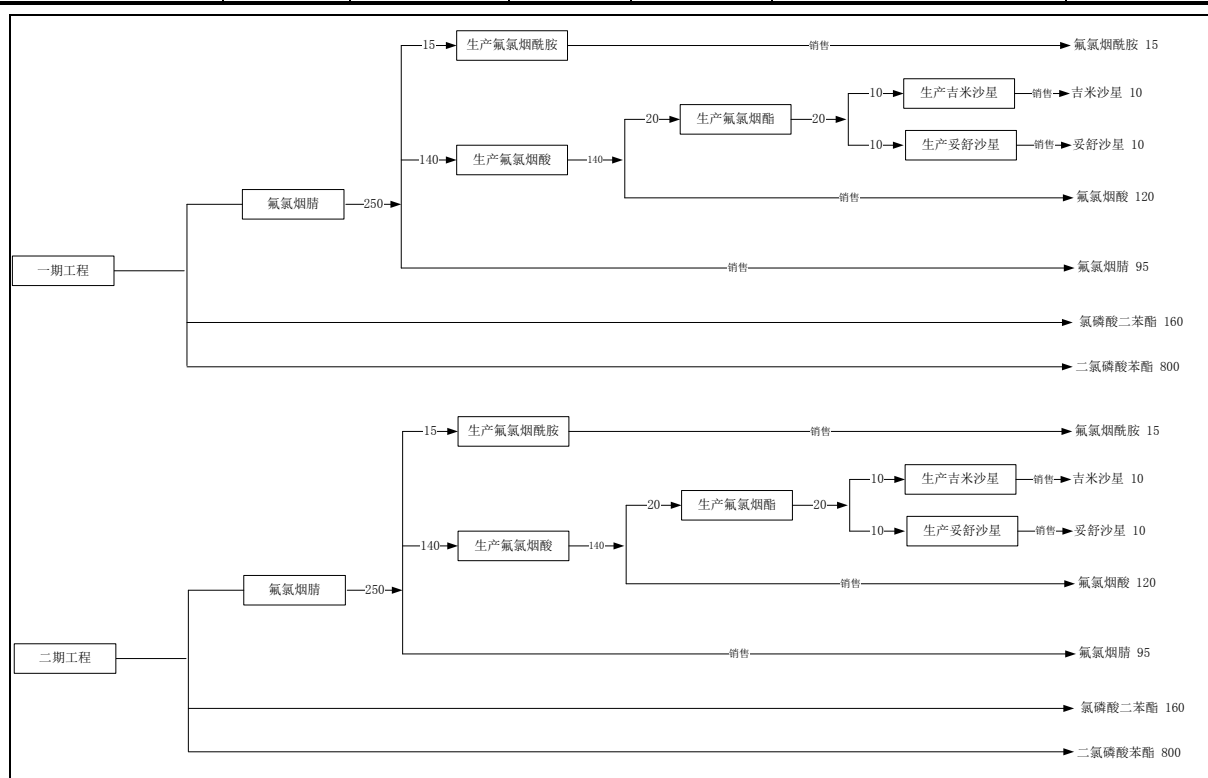 15 生产氟氯烟酰胺 销售 氟氯烟酰胺 15
10 生产吉米沙星 销售 吉米沙星 10
20 生产氟氯烟酯 20
10 生产妥舒沙星 销售 妥舒沙星 10
140 生产氟氯烟酸 140
销售 氟氯烟酸 120
氟氯烟腈 250
销售 氟氯烟腈 95
一期工程
氯磷酸二苯酯 160
二氯磷酸苯酯 800
15 生产氟氯烟酰胺 销售 氟氯烟酰胺 15
10 生产吉米沙星 销售 吉米沙星 10
20 生产氟氯烟酯 20
10 生产妥舒沙星 销售 妥舒沙星 10
140 生产氟氯烟酸 140
销售 氟氯烟酸 120
氟氯烟腈 250
销售 氟氯烟腈 95
二期工程
氯磷酸二苯酯 160
二氯磷酸苯酯 800